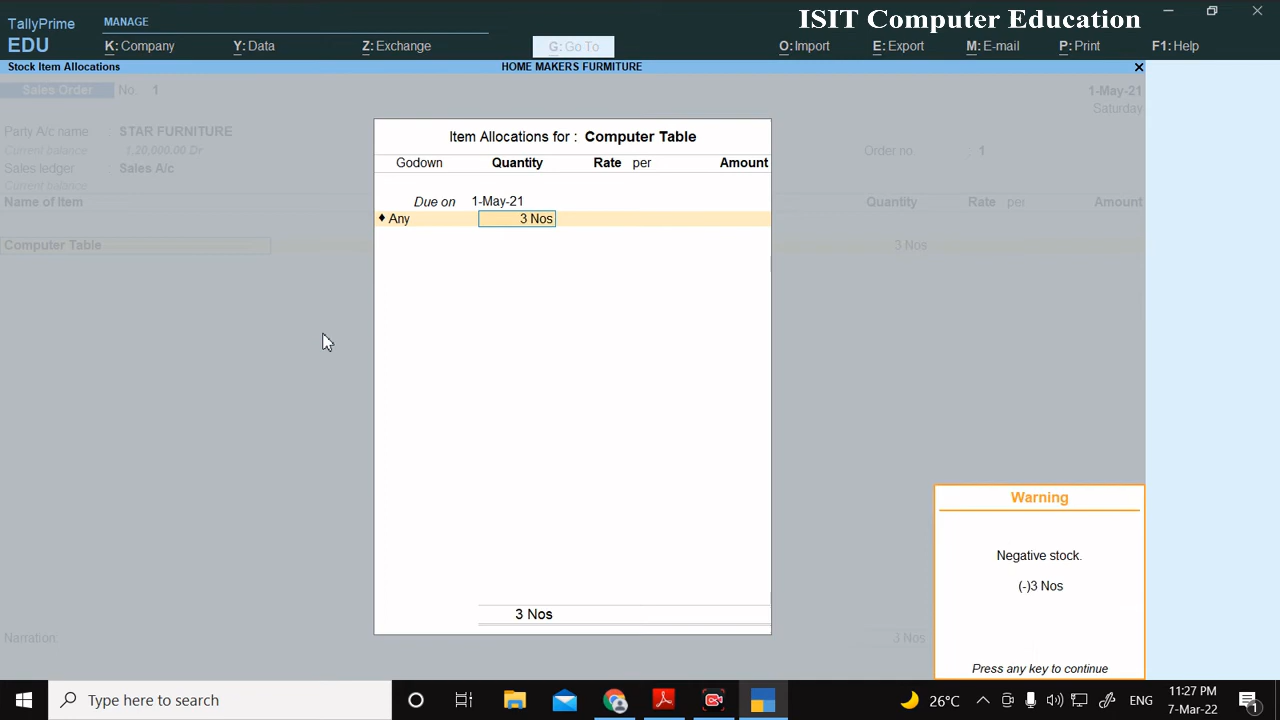 TallyPrime
EDU
MANAGE
ISIT Computer Education
K: Company
Y: Data
Z: Exchange
G: Go To
O: Import
E: Export
M: E-mail
P: Print
F1: Help
Stock Item Allocations
HOME MAKERS FURMITURE
Sales Order No. 1
1-May-21
Saturday
Party A/c name : STAR FURNITURE
Current balance : 1,20,000.00 Dr
Order no. : 1
Sales ledger : Sales A/c
Current balance :
Name of Item
Quantity Rate per Amount
Computer Table
3 Nos
Item Allocations for : Computer Table
Godown Quantity Rate per Amount
Due on 1-May-21
♦ Any 3 Nos
3 Nos
Narration:
3 Nos
Warning
Negative stock.
(-)3 Nos
Press any key to continue
Type here to search
26°C
ENG
11:27 PM
7-Mar-22
1